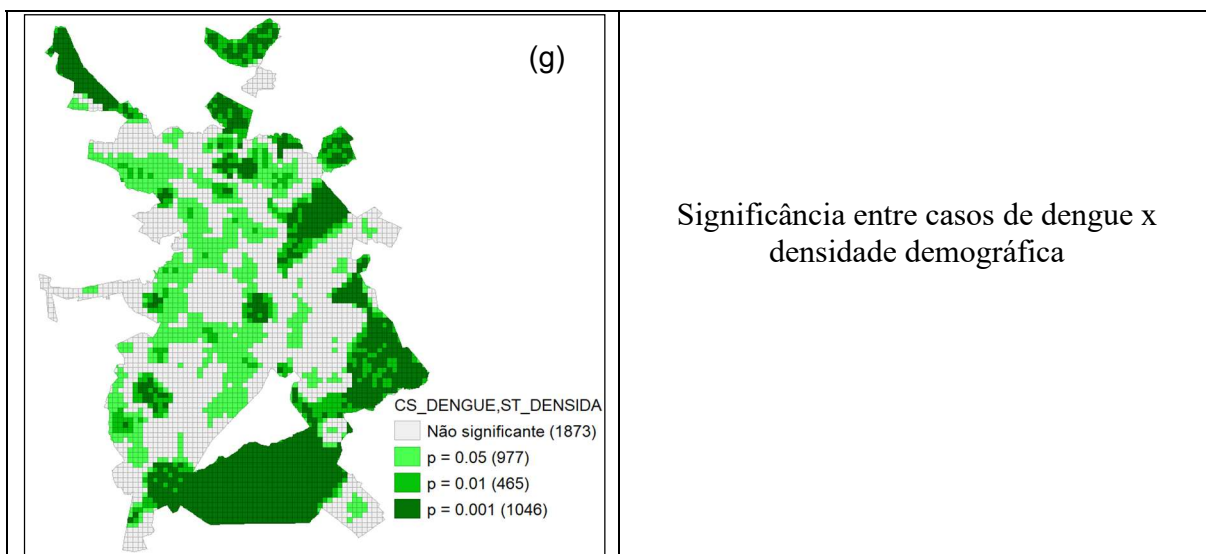 (g)
CS_DENGUE,ST_DENSIDA
Não significante (1873)
p = 0.05 (977)
p = 0.01 (465)
p = 0.001 (1046)
Significância entre casos de dengue x
densidade demográfica